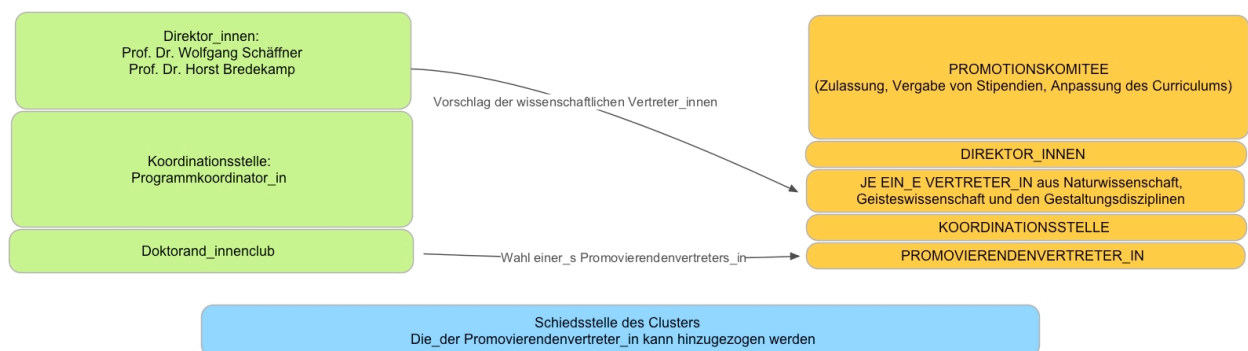 Direktor_innen:
Prof. Dr. Wolfgang Schäffner
Prof. Dr. Horst Bredekamp
Koordinationsstelle:
Programmkoordinator_in
Doktorand_innenclub
Vorschlag der wissenschaftlichen Vertreter_innen
Wahl einer_s Promovierendenvertreters_in
PROMOTIONSKOMITEE
(Zulassung, Vergabe von Stipendien, Anpassung des Curriculums)
DIREKTOR_INNEN
JE EIN_E VERTRETER_IN aus Naturwissenschaft,
Geisteswissenschaft und den Gestaltungsdisziplinen
KOORDINATIONSSTELLE
PROMOVIERENDENVERTRETER_IN
Schiedsstelle des Clusters
Die_der Promovierendenvertreter_in kann hinzugezogen werden